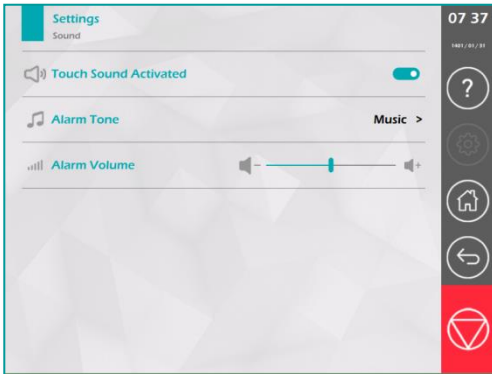 Settings
Sound
07 37
1401 / 01 / 31
Touch Sound Activated
?
Alarm Tone
Music >
Alarm Volume
-
+